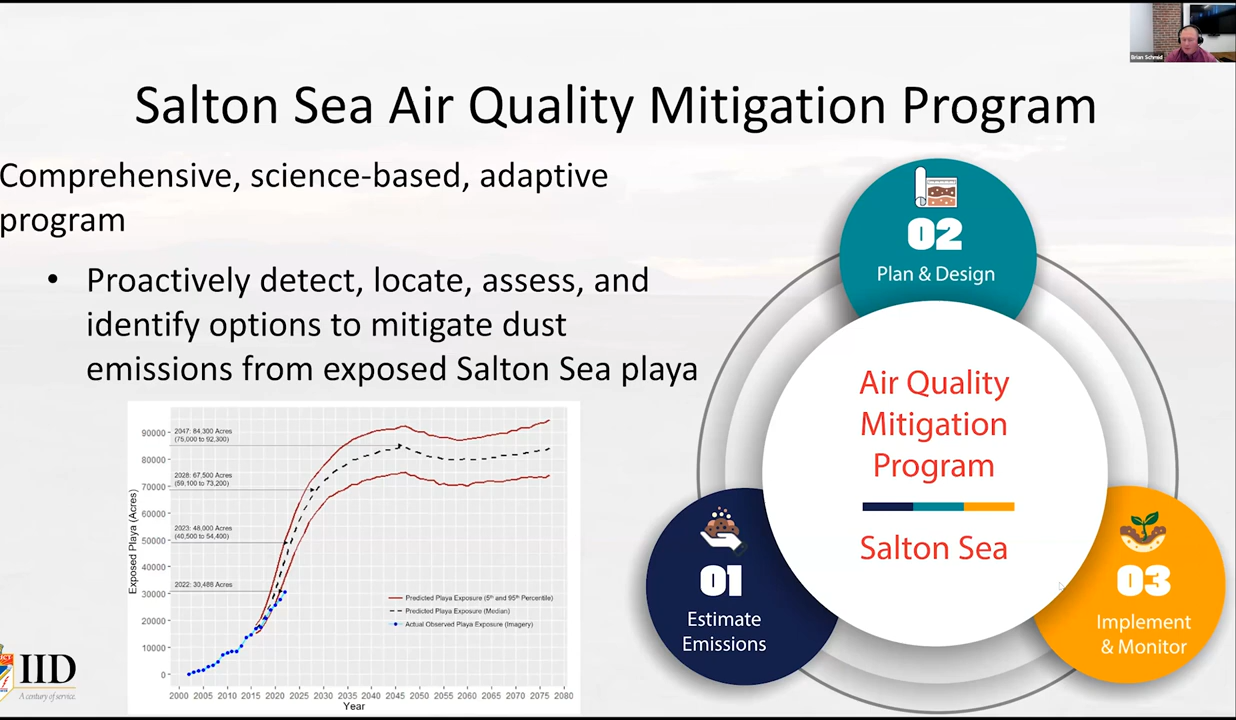 Brian Schmid
Salton Sea Air Quality Mitigation Program
Comprehensive, science-based, adaptive
program
• Proactively detect, locate, assess, and
identify options to mitigate dust
emissions from exposed Salton Sea playa
Exposed Playa (Acres)
90000
80000
70000
60000
50000
40000
30000
20000
10000
0
2047: 84,300 Acres
(75,000 to 92,300)
2028: 67,500 Acres
(59,100 to 73,200)
2023: 48,000 Acres
(40,500 to 54,400)
2022: 30,488 Acres
Predicted Playa Exposure (5th and 95th Percentile)
Predicted Playa Exposure (Median)
Actual Observed Playa Exposure (Imagery)
2000 2005 2010 2015 2020 2025 2030 2035 2040 2045 2050 2055 2060 2065 2070 2075 2080
Year
02
Plan & Design
Air Quality
Mitigation
Program
Salton Sea
01
Estimate
Emissions
03
Implement
& Monitor
IID
A century of service.